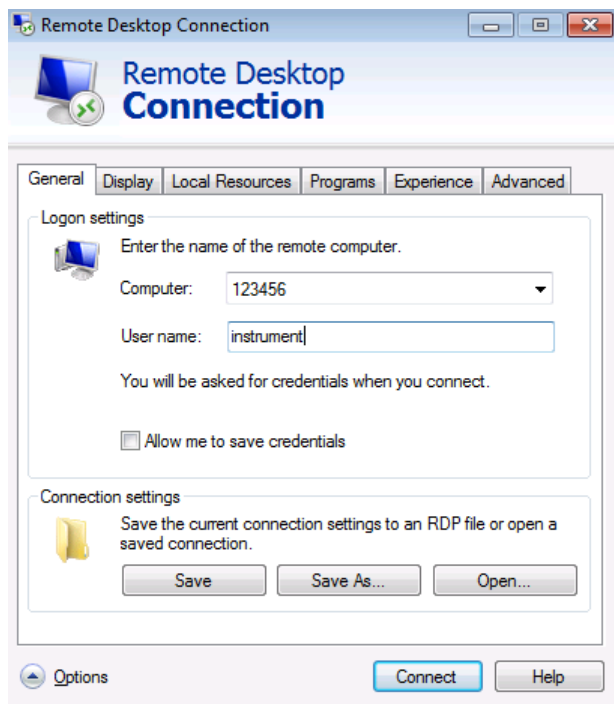 Remote Desktop Connection
Remote Desktop
Connection
General Display Local Resources Programs Experience Advanced
Logon settings
Enter the name of the remote computer.
Computer: 123456
User name: instrument
You will be asked for credentials when you connect.
Allow me to save credentials
Connection settings
Save the current connection settings to an RDP file or open a
saved connection.
Save Save As... Open...
Options Connect Help